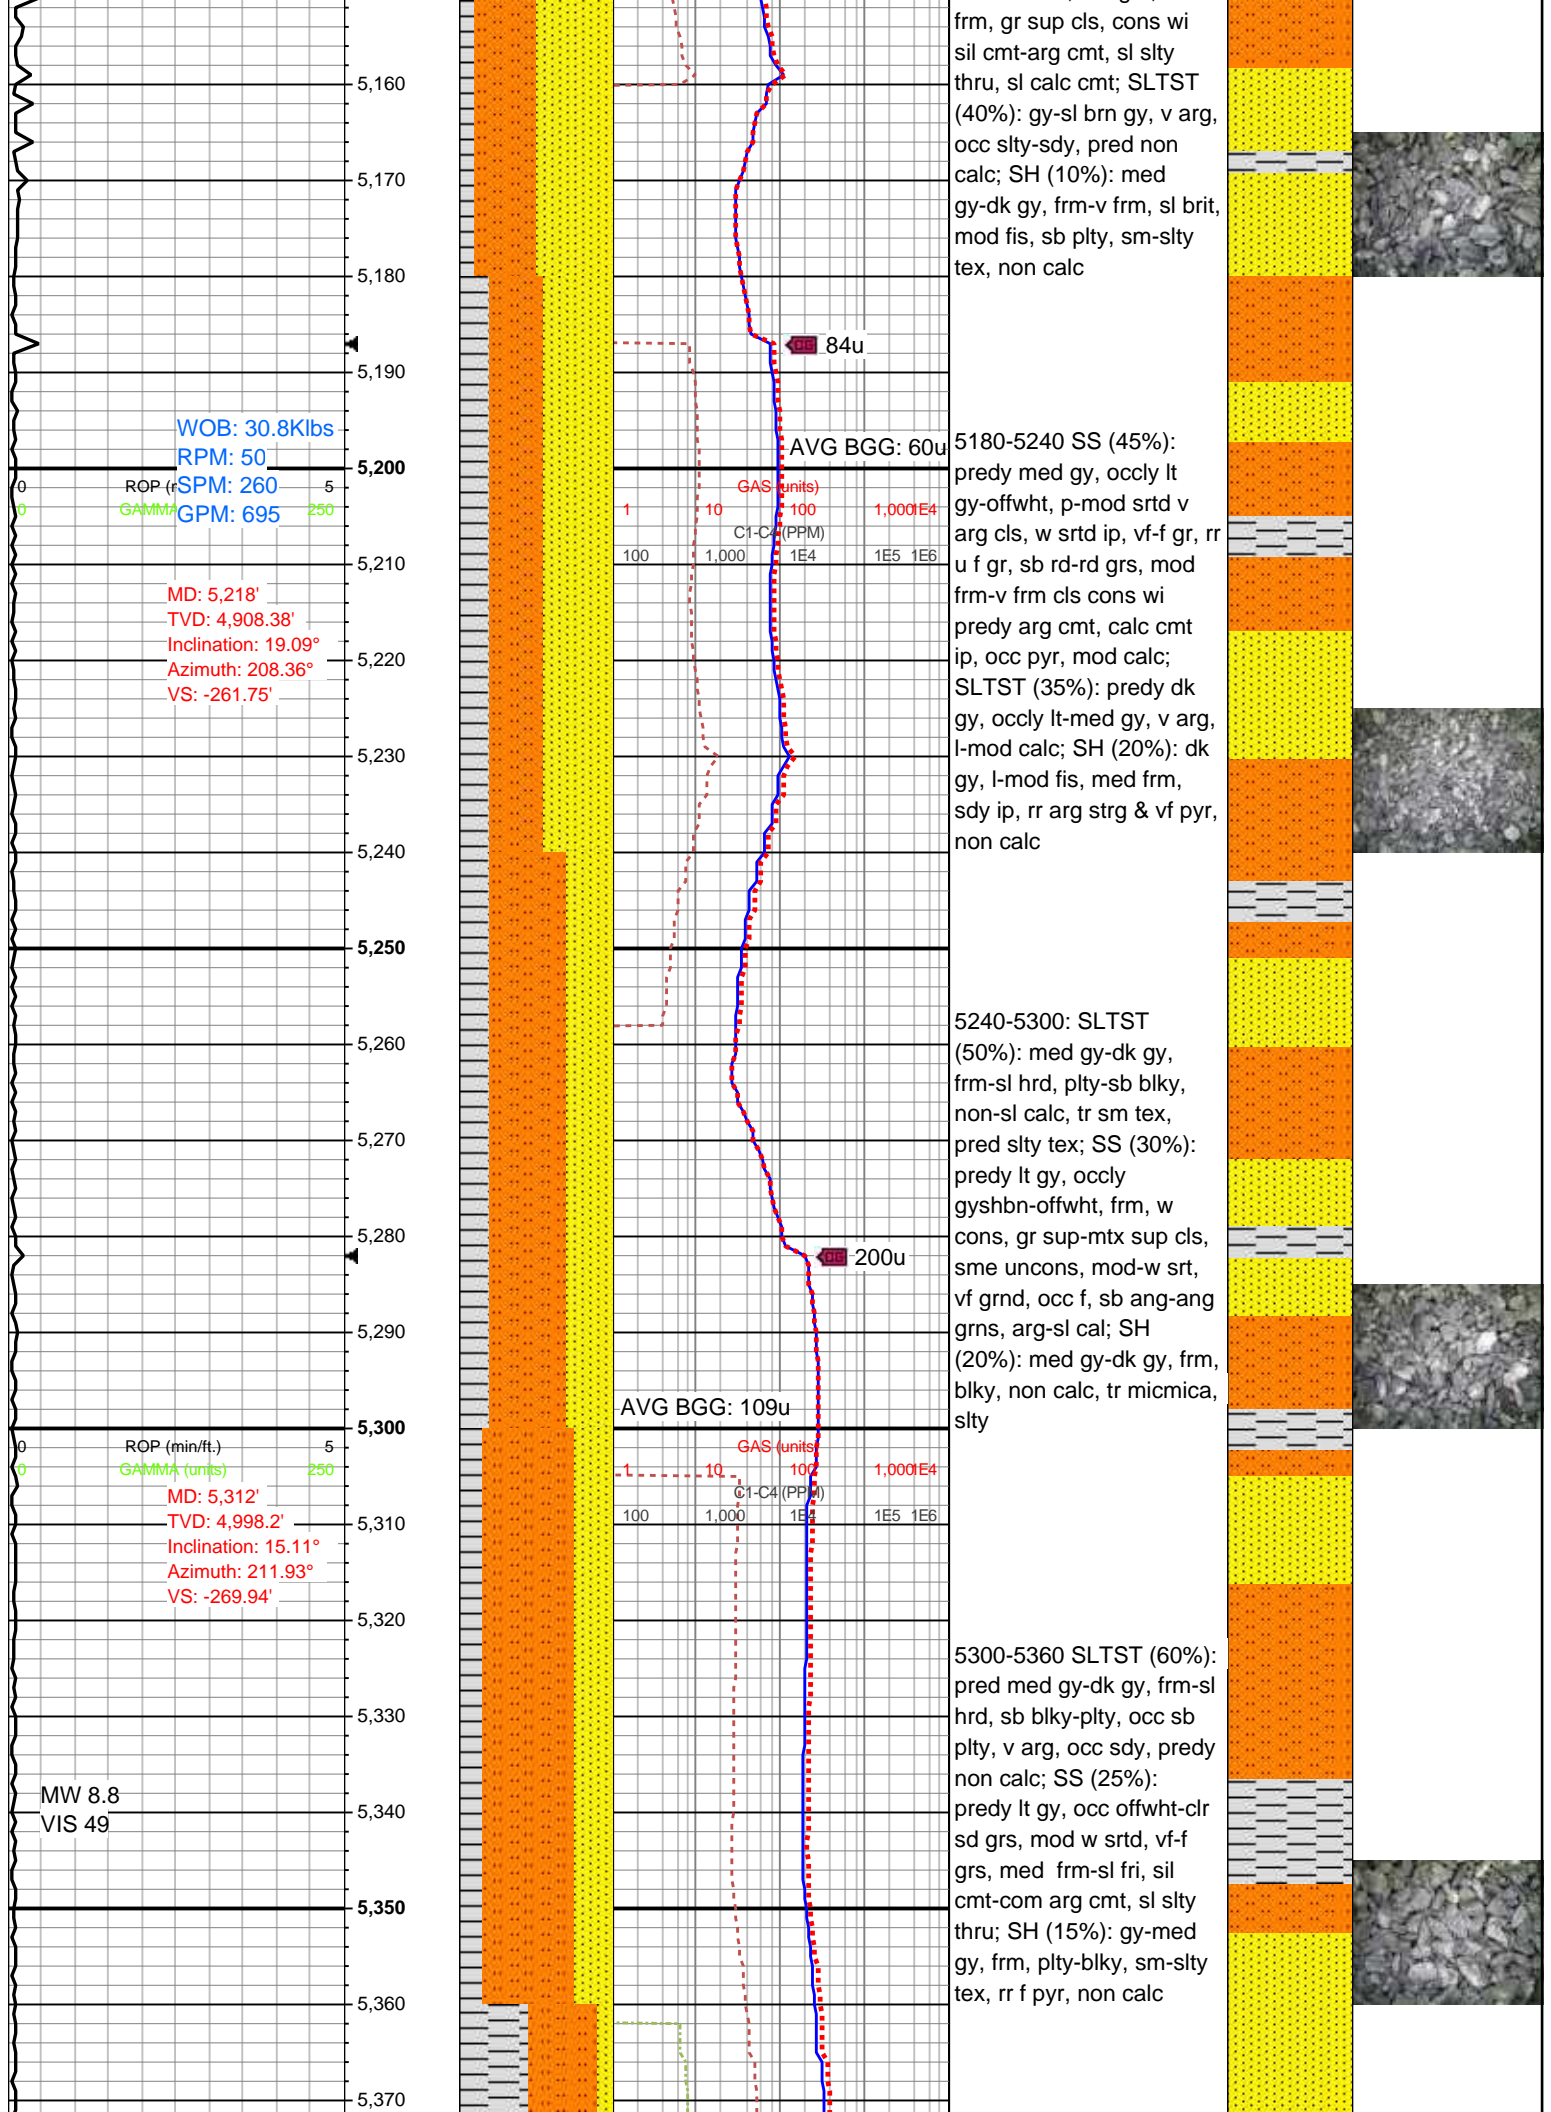 frm, gr sup cls, cons wi
sil cmt-arg cmt, sl slty
thru, sl calc cmt; SLTST
(40%): gy-sl brn gy, v arg,
occ slty-sdy, pred non
calc; SH (10%): med
gy-dk gy, frm-v frm, sl brit,
mod fis, sb plty, sm-slty
tex, non calc
5,160
5,170
5,180
CG 84u
5,190
WOB: 30.8Klbs
RPM: 50
SPM: 260
GPM: 695
AVG BGG: 60u
5,200
0 ROP ( 5
0 GAMMA 250
GAS (units)
1 10 100 1,000 1E4
C1-C4 (PPM)
100 1,000 1E4 1E5 1E6
5180-5240 SS (45%):
predy med gy, occly lt
gy-offwht, p-mod srtd v
arg cls, w srtd ip, vf-f gr, rr
u f gr, sb rd-rd grs, mod
frm-v frm cls cons wi
predy arg cmt, calc cmt
ip, occ pyr, mod calc;
SLTST (35%): predy dk
gy, occly lt-med gy, v arg,
l-mod calc; SH (20%): dk
gy, l-mod fis, med frm,
sdy ip, rr arg strg & vf pyr,
non calc
5,210
MD: 5,218'
TVD: 4,908.38'
Inclination: 19.09°
Azimuth: 208.36°
VS: -261.75'
5,220
5,230
5,240
5,250
5,260
5,270
5,280
200u
5240-5300: SLTST
(50%): med gy-dk gy,
frm-sl hrd, plty-sb blky,
non-sl calc, tr sm tex,
pred slty tex; SS (30%):
predy lt gy, occly
gyshbn-offwht, frm, w
cons, gr sup-mtx sup cls,
sme uncons, mod-w srt,
vf grnd, occ f, sb ang-ang
grns, arg-sl cal; SH
(20%): med gy-dk gy, frm,
blky, non calc, tr micmica,
slty
5,290
AVG BGG: 109u
5,300
0 ROP (min/ft.) 5
0 GAMMA (units) 250
GAS (units)
1 10 100 1,000 1E4
C1-C4 (PPM)
100 1,000 1E4 1E5 1E6
MD: 5,312'
TVD: 4,998.2'
Inclination: 15.11°
Azimuth: 211.93°
VS: -269.94'
5,310
5,320
5,330
MW 8.8
VIS 49
5,340
5,350
5,360
5,370
5300-5360 SLTST (60%):
pred med gy-dk gy, frm-sl
hrd, sb blky-plty, occ sb
plty, v arg, occ sdy, predy
non calc; SS (25%):
predy lt gy, occ offwht-clr
sd grs, mod w srtd, vf-f
grs, med  frm-sl fri, sil
cmt-com arg cmt, sl slty
thru; SH (15%): gy-med
gy, frm, plty-blky, sm-slty
tex, rr f pyr, non calc